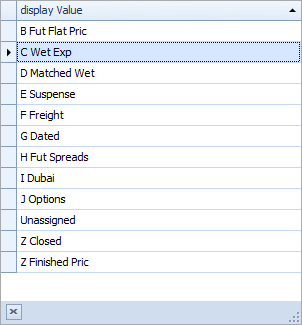 display Value
B Fut Flat Pric
C Wet Exp
D Matched Wet
E Suspense
F Freight
G Dated
H Fut Spreads
I Dubai
J Options
Unassigned
Z Closed
Z Finished Pric